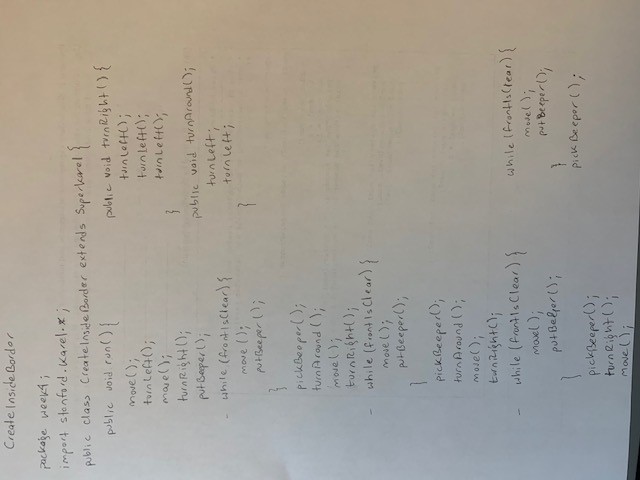 CreateInsideBorder
package week4;
import stanford.karel.*;
public class CreateInsideBorder extends SuperKarel {
public void run() {
move();
turnLeft();
move();
turnRight();
putBeeper();
while (frontIsClear) {
move();
putBeeper();
}
pickBeeper();
turnAround();
move();
turnRight();
while (frontIsClear) {
move();
putBeeper();
}
pickBeeper();
turnAround();
move();
turnRight();
while (frontIsClear) {
move();
putBeeper();
}
pickBeeper();
turnRight();
move();
public void turnRight() {
turnLeft();
turnLeft();
turnLeft();
}
public void turnAround();
turnLeft;
turnLeft;
}
while (frontIsClear) {
move();
putBeeper();
}
pickBeeper();